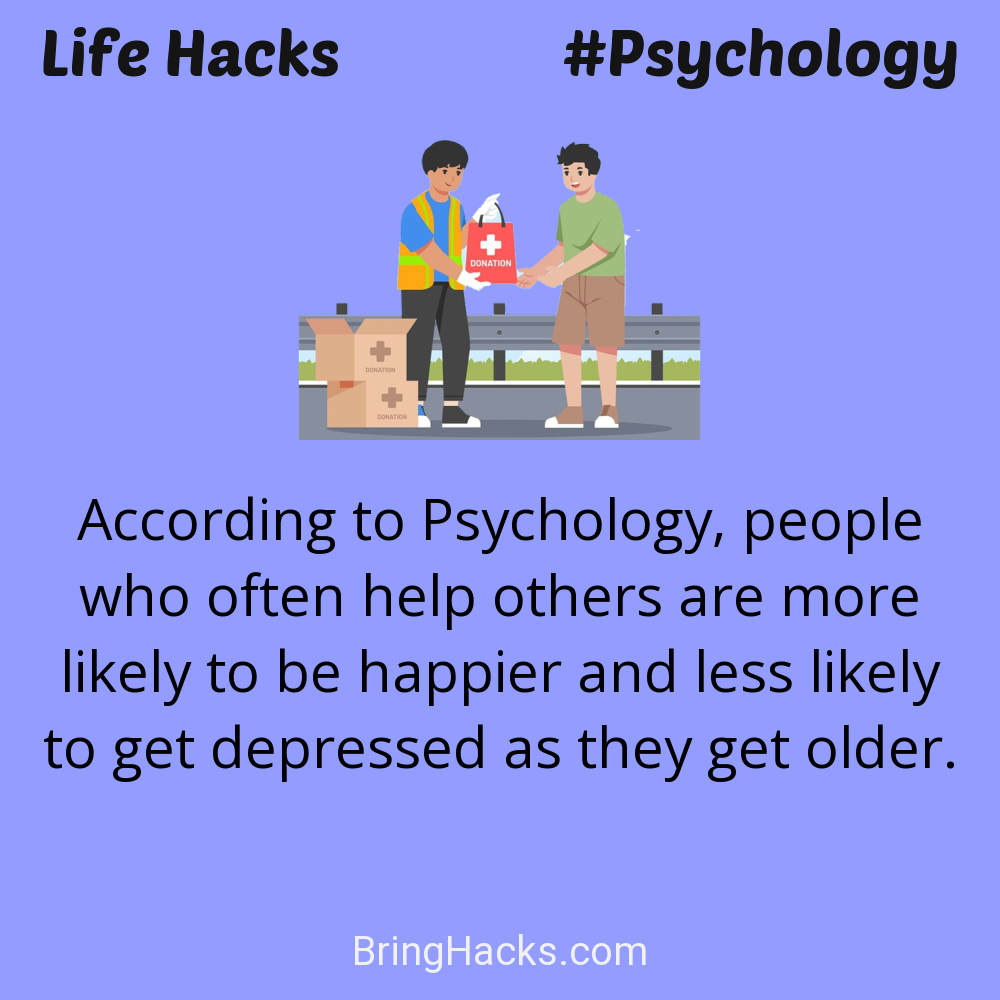 Life Hacks
#Psychology
DONATION
DONATION
DONATION
According to Psychology, people
who often help others are more
likely to be happier and less likely
to get depressed as they get older.
BringHacks.com